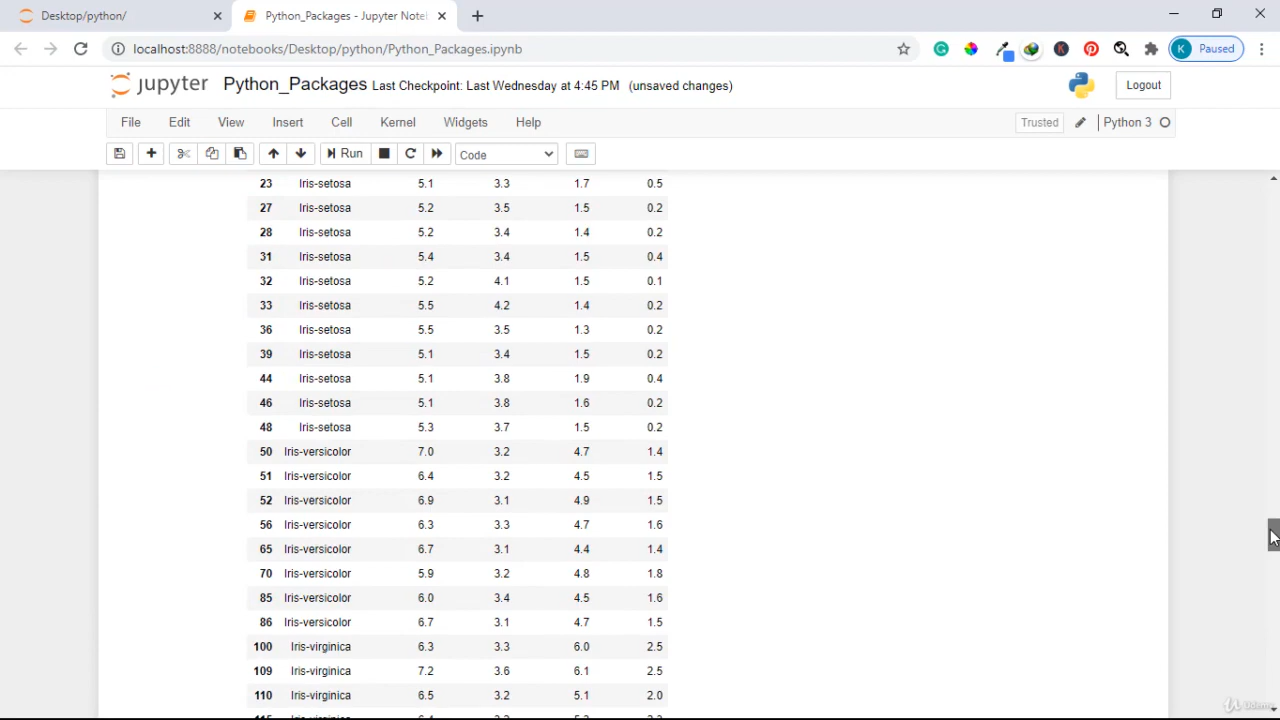 Desktop/python/
Python_Packages - Jupyter Note
localhost:8888/notebooks/Desktop/python/Python_Packages.ipynb
K Paused
jupyter Python_Packages Last Checkpoint: Last Wednesday at 4:45 PM (unsaved changes)
Logout
File Edit View Insert Cell Kernel Widgets Help
Trusted Python 3
Run Code
23 Iris-setosa 5.1 3.3 1.7 0.5
27 Iris-setosa 5.2 3.5 1.5 0.2
28 Iris-setosa 5.2 3.4 1.4 0.2
31 Iris-setosa 5.4 3.4 1.5 0.4
32 Iris-setosa 5.2 4.1 1.5 0.1
33 Iris-setosa 5.5 4.2 1.4 0.2
36 Iris-setosa 5.5 3.5 1.3 0.2
39 Iris-setosa 5.1 3.4 1.5 0.2
44 Iris-setosa 5.1 3.8 1.9 0.4
46 Iris-setosa 5.1 3.8 1.6 0.2
48 Iris-setosa 5.3 3.7 1.5 0.2
50 Iris-versicolor 7.0 3.2 4.7 1.4
51 Iris-versicolor 6.4 3.2 4.5 1.5
52 Iris-versicolor 6.9 3.1 4.9 1.5
56 Iris-versicolor 6.3 3.3 4.7 1.6
65 Iris-versicolor 6.7 3.1 4.4 1.4
70 Iris-versicolor 5.9 3.2 4.8 1.8
85 Iris-versicolor 6.0 3.4 4.5 1.6
86 Iris-versicolor 6.7 3.1 4.7 1.5
100 Iris-virginica 6.3 3.3 6.0 2.5
109 Iris-virginica 7.2 3.6 6.1 2.5
110 Iris-virginica 6.5 3.2 5.1 2.0
Udemy